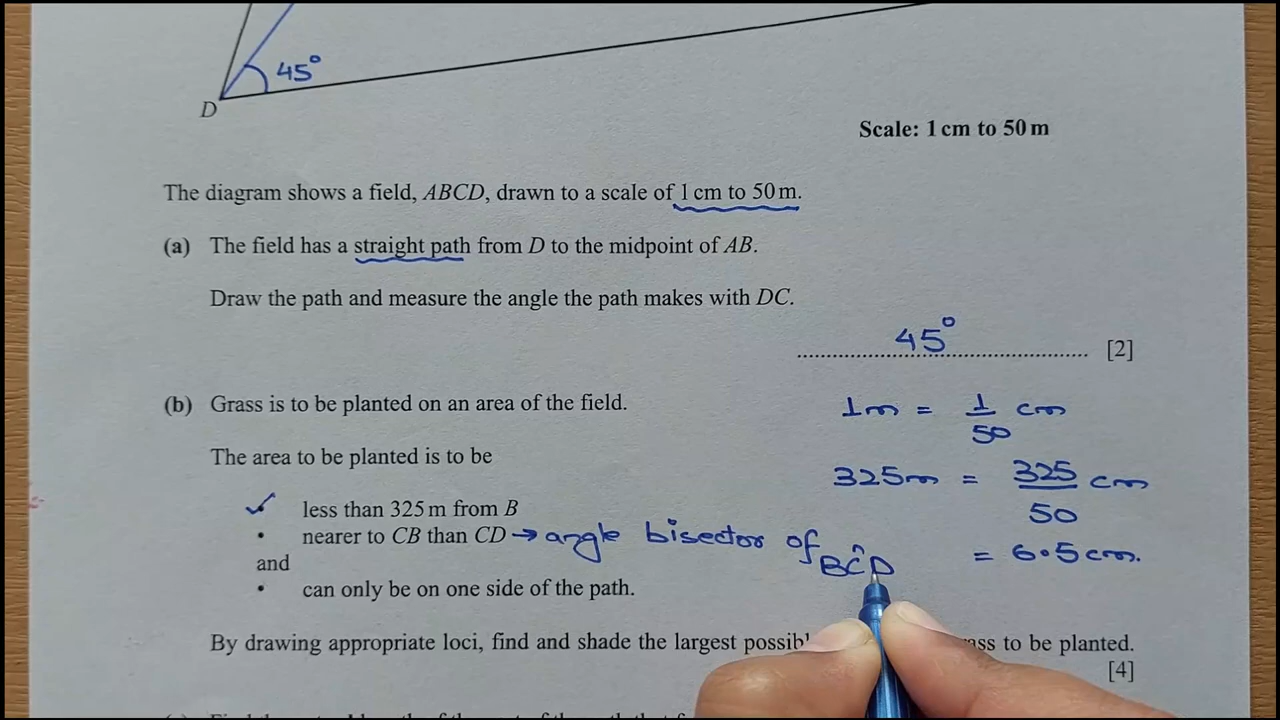 45°
D
Scale: 1 cm to 50 m
The diagram shows a field, ABCD, drawn to a scale of 1 cm to 50 m.
(a) The field has a straight path from D to the midpoint of AB.
Draw the path and measure the angle the path makes with DC.
45°
[2]
(b) Grass is to be planted on an area of the field.
1m = 1/50 cm
The area to be planted is to be
325m = 325/50 cm
• less than 325 m from B
• nearer to CB than CD → angle bisector of BĈD
= 6.5 cm.
and
• can only be on one side of the path.
By drawing appropriate loci, find and shade the largest to be planted.
[4]